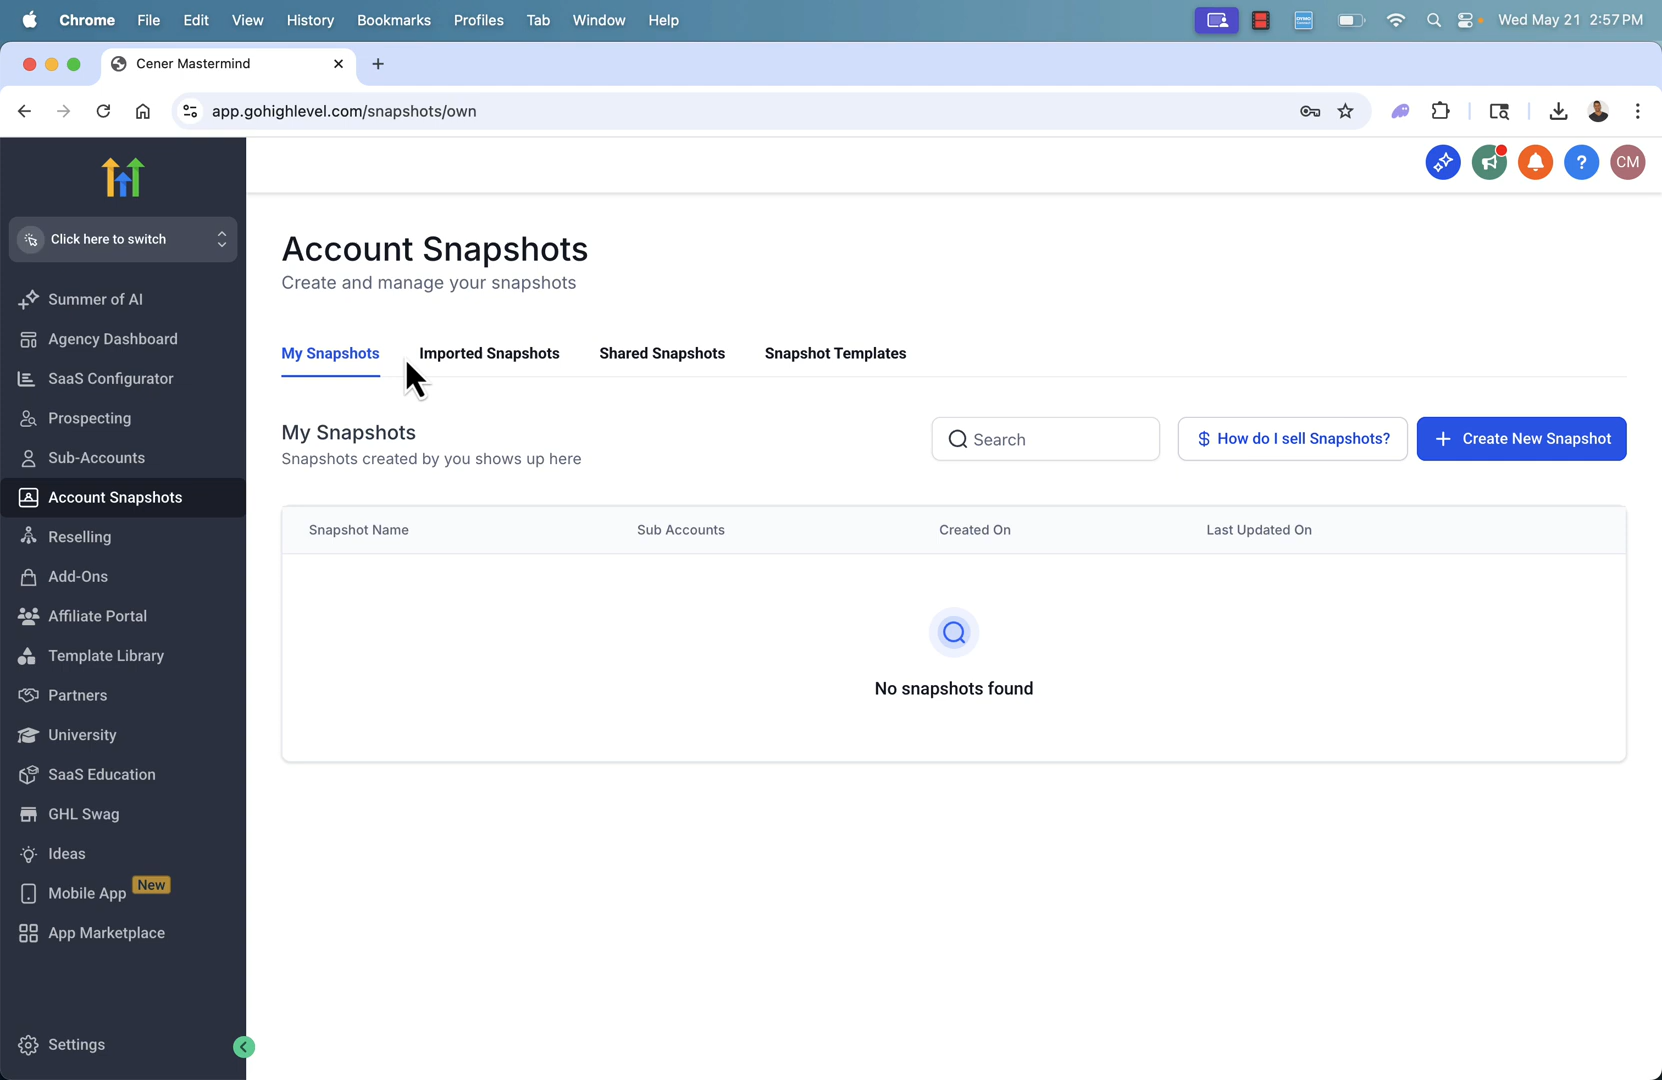 Chrome File Edit View History Bookmarks Profiles Tab Window Help Wed May 21 2:57 PM
Cener Mastermind
app.gohighlevel.com/snapshots/own
CM
Click here to switch
Summer of AI
Agency Dashboard
SaaS Configurator
Prospecting
Sub-Accounts
Account Snapshots
Reselling
Add-Ons
Affiliate Portal
Template Library
Partners
University
SaaS Education
GHL Swag
Ideas
Mobile App New
App Marketplace
Settings
Account Snapshots
Create and manage your snapshots
My Snapshots Imported Snapshots Shared Snapshots Snapshot Templates
My Snapshots
Snapshots created by you shows up here
Search
$ How do I sell Snapshots?
+ Create New Snapshot
Snapshot Name Sub Accounts Created On Last Updated On
No snapshots found